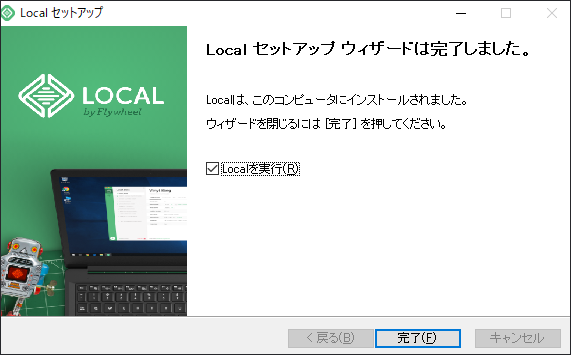 Local セットアップ
Local セットアップ ウィザードは完了しました。
LOCAL
by Flywheel
Localは、このコンピュータにインストールされました。
ウィザードを閉じるには [完了] を押してください。
Localを実行(R)
< 戻る(B)
完了(F)
キャンセル